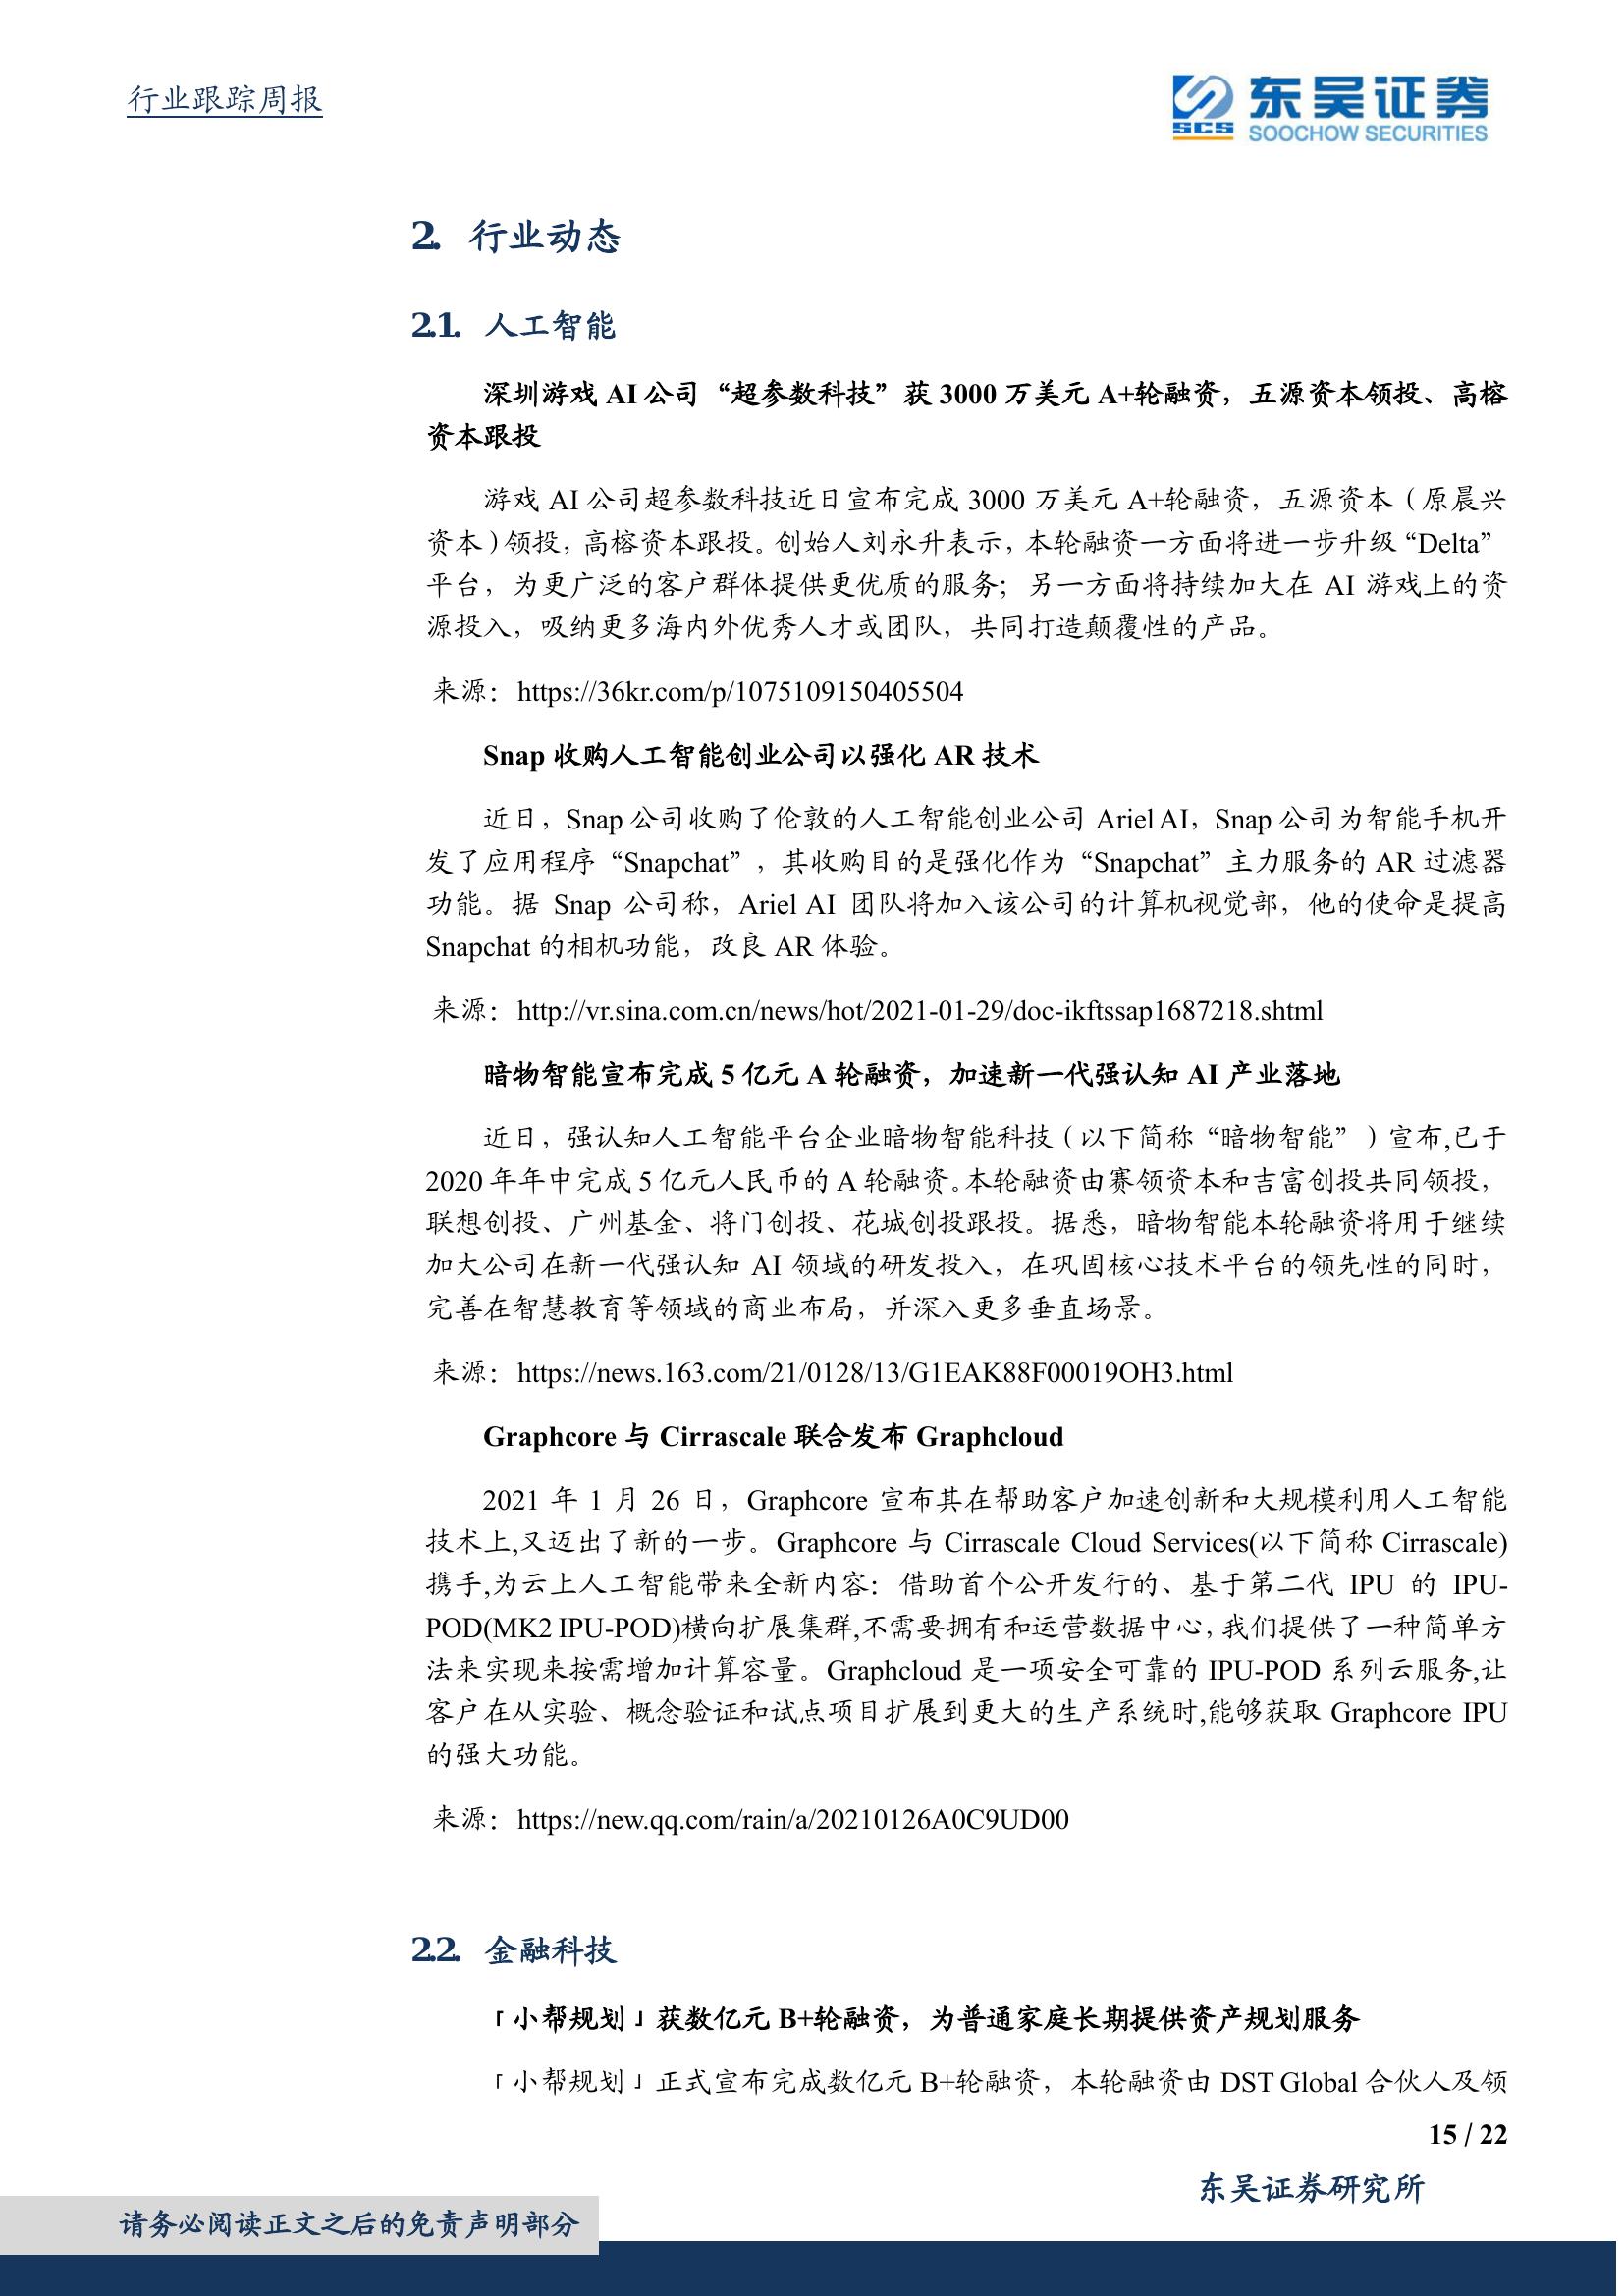 行业跟踪周报
SCS
东吴证券
SOOCHOW SECURITIES
2. 行业动态
2.1. 人工智能
深圳游戏 AI 公司“超参数科技”获 3000 万美元 A+轮融资，五源资本领投、高榕
资本跟投
游戏 AI 公司超参数科技近日宣布完成 3000 万美元 A+轮融资，五源资本（原晨兴
资本）领投，高榕资本跟投。创始人刘永升表示，本轮融资一方面将进一步升级“Delta”
平台，为更广泛的客户群体提供更优质的服务；另一方面将持续加大在 AI 游戏上的资
源投入，吸纳更多海内外优秀人才或团队，共同打造颠覆性的产品。
来源：https://36kr.com/p/1075109150405504
Snap 收购人工智能创业公司以强化 AR 技术
近日，Snap 公司收购了伦敦的人工智能创业公司 Ariel AI，Snap 公司为智能手机开
发了应用程序“Snapchat”，其收购目的是强化作为“Snapchat”主力服务的 AR 过滤器
功能。据 Snap 公司称，Ariel AI 团队将加入该公司的计算机视觉部，他的使命是提高
Snapchat 的相机功能，改良 AR 体验。
来源：http://vr.sina.com.cn/news/hot/2021-01-29/doc-ikftssap1687218.shtml
暗物智能宣布完成 5 亿元 A 轮融资，加速新一代强认知 AI 产业落地
近日，强认知人工智能平台企业暗物智能科技（以下简称“暗物智能”）宣布,已于
2020 年年中完成 5 亿元人民币的 A 轮融资。本轮融资由赛领资本和吉富创投共同领投，
联想创投、广州基金、将门创投、花城创投跟投。据悉，暗物智能本轮融资将用于继续
加大公司在新一代强认知 AI 领域的研发投入，在巩固核心技术平台的领先性的同时，
完善在智慧教育等领域的商业布局，并深入更多垂直场景。
来源：https://news.163.com/21/0128/13/G1EAK88F00019OH3.html
Graphcore 与 Cirrascale 联合发布 Graphcloud
2021 年 1 月 26 日，Graphcore 宣布其在帮助客户加速创新和大规模利用人工智能
技术上,又迈出了新的一步。Graphcore 与 Cirrascale Cloud Services(以下简称 Cirrascale)
携手,为云上人工智能带来全新内容：借助首个公开发行的、基于第二代 IPU 的 IPU-
POD(MK2 IPU-POD)横向扩展集群,不需要拥有和运营数据中心，我们提供了一种简单方
法来实现来按需增加计算容量。Graphcloud 是一项安全可靠的 IPU-POD 系列云服务,让
客户在从实验、概念验证和试点项目扩展到更大的生产系统时,能够获取 Graphcore IPU
的强大功能。
来源：https://new.qq.com/rain/a/20210126A0C9UD00
2.2. 金融科技
「小帮规划」获数亿元 B+轮融资，为普通家庭长期提供资产规划服务
「小帮规划」正式宣布完成数亿元 B+轮融资，本轮融资由 DST Global 合伙人及领
15 / 22
东吴证券研究所
请务必阅读正文之后的免责声明部分